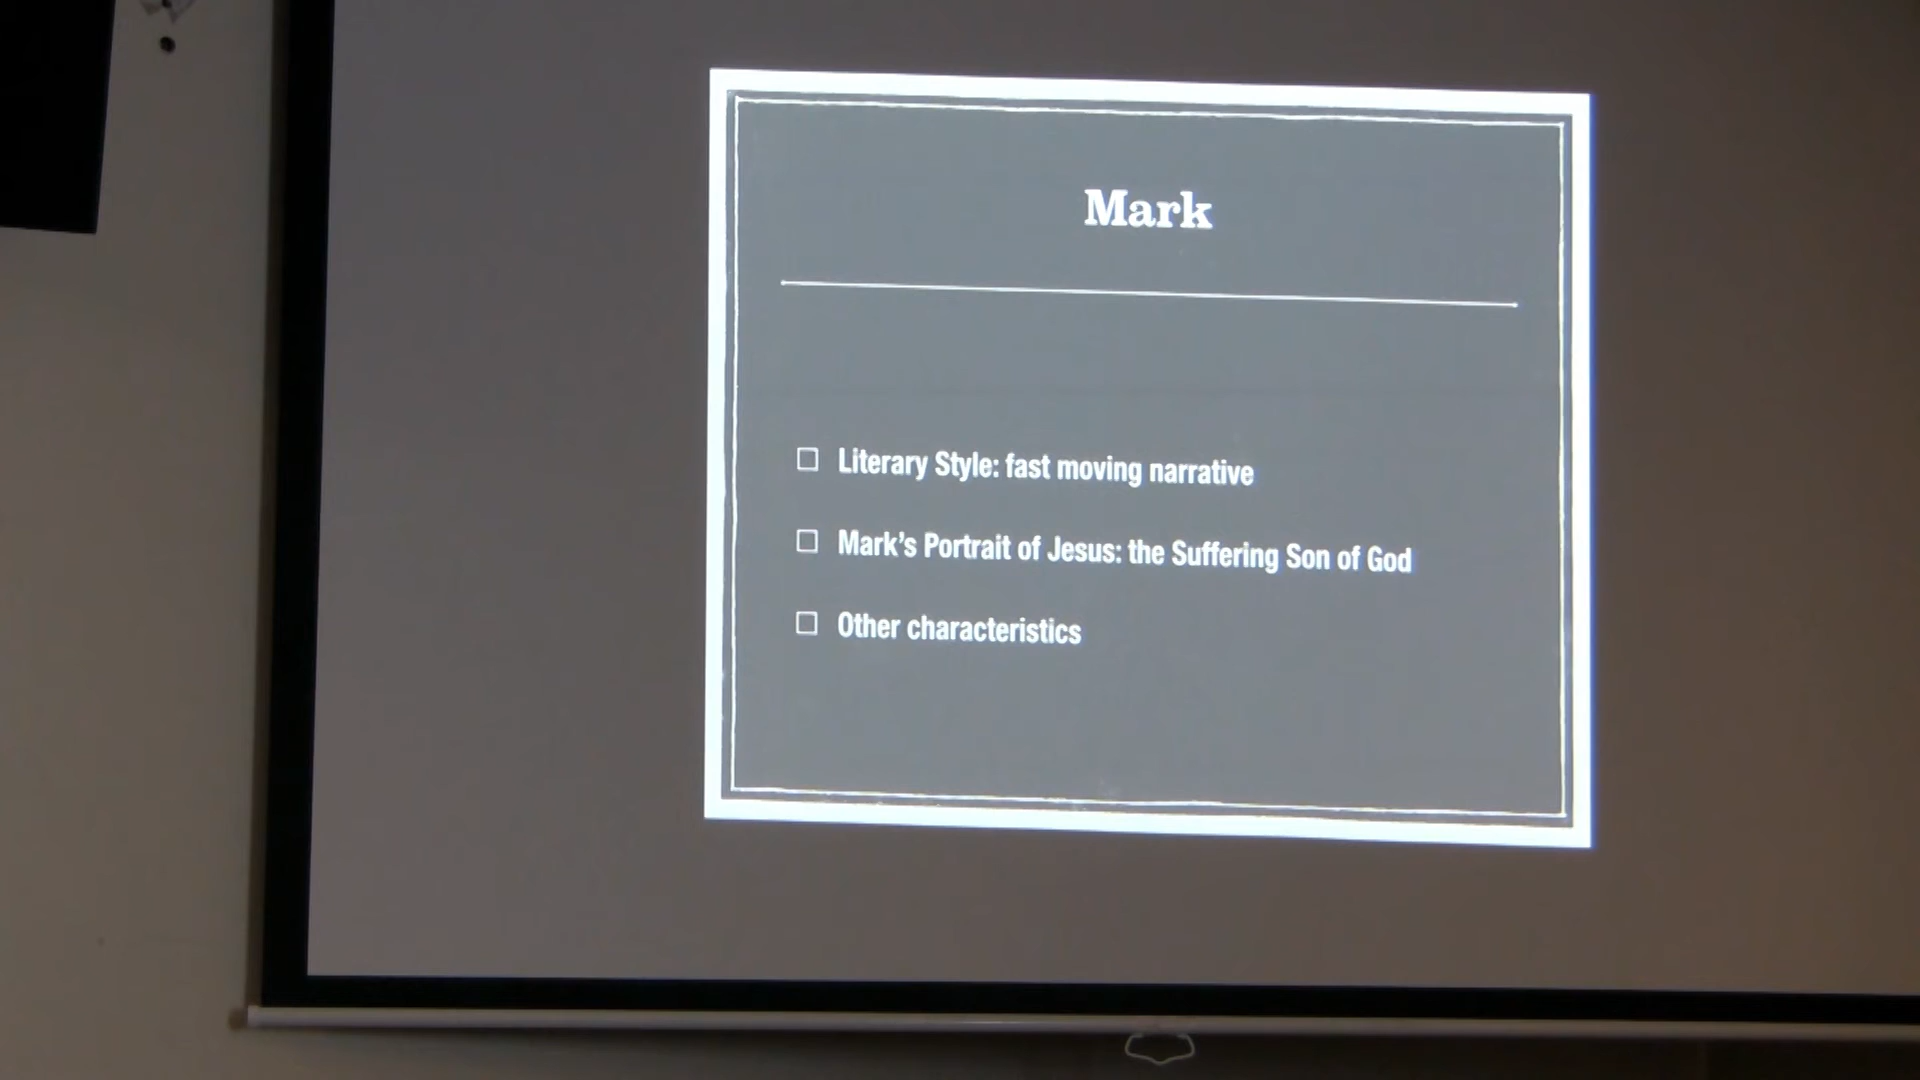 Mark
Literary Style: fast moving narrative
Mark's Portrait of Jesus: the Suffering Son of God
Other characteristics